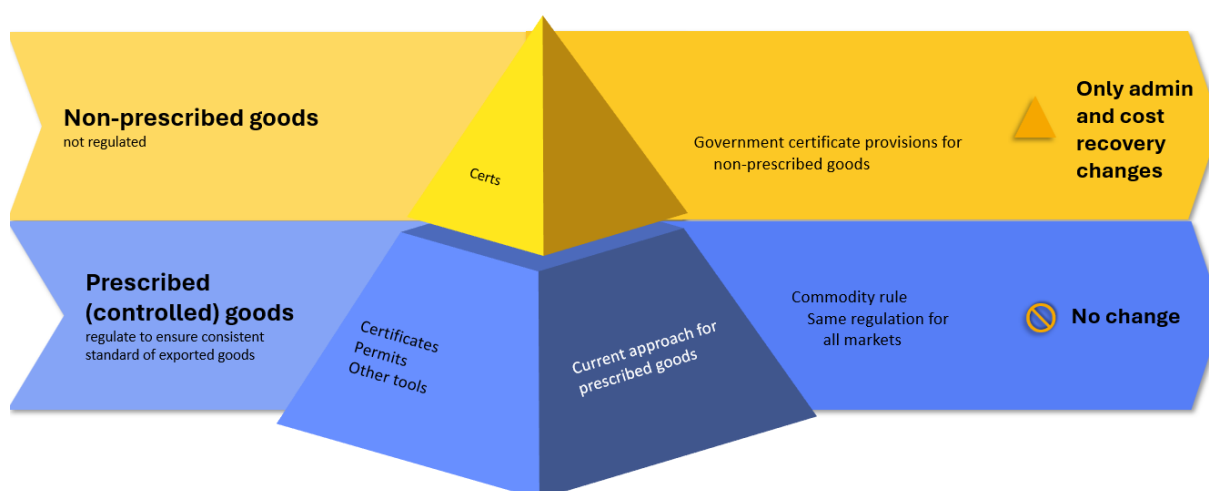 Non-prescribed goods
not regulated
Certs
Government certificate provisions for
non-prescribed goods
Only admin
and cost
recovery
changes
Prescribed
(controlled) goods
regulate to ensure consistent
standard of exported goods
Certificates
Permits
Other tools
Current approach for
prescribed goods
Commodity rule
Same regulation for
all markets
No change